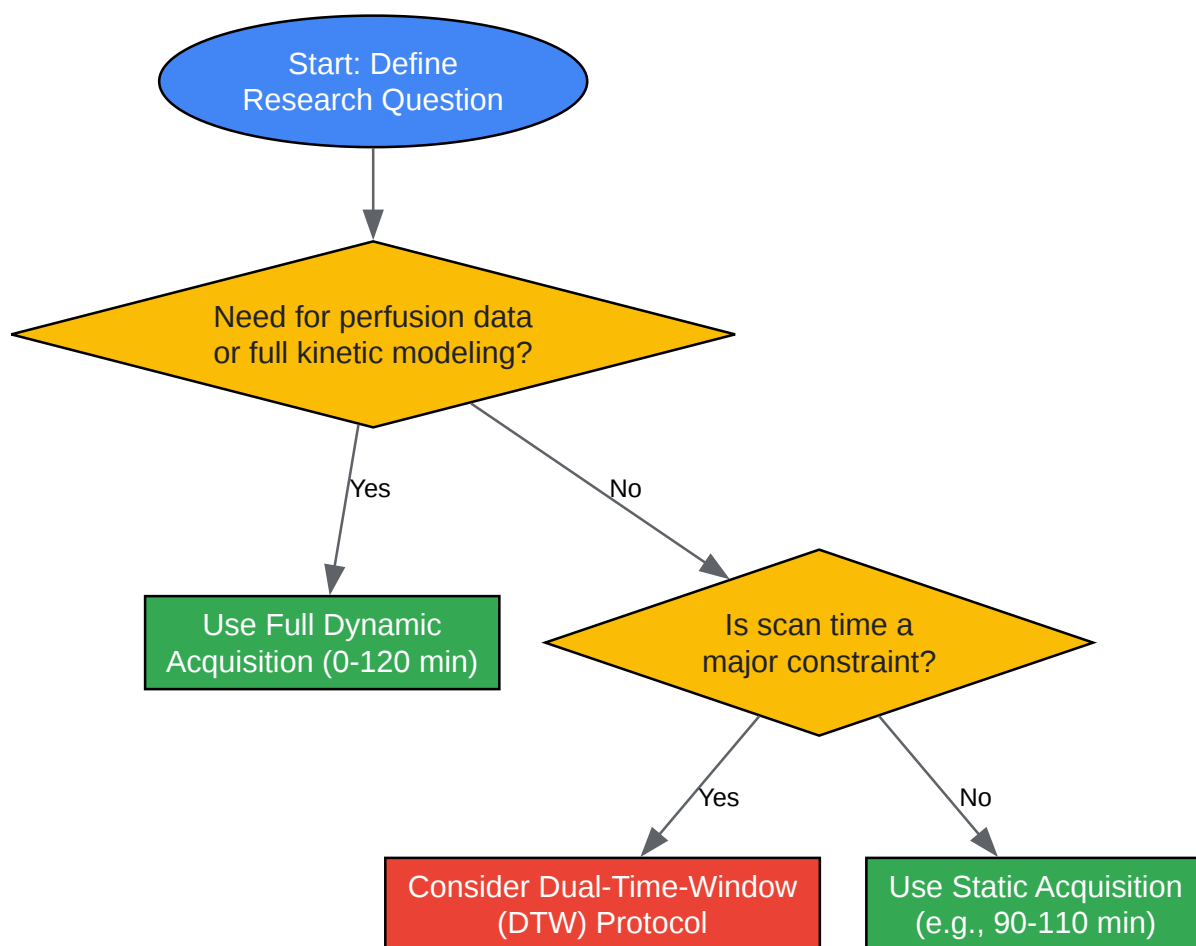 Start: Define
Research Question
Need for perfusion data
or full kinetic modeling?
Yes
No
Use Full Dynamic
Acquisition (0-120 min)
Is scan time a
major constraint?
Yes
No
Consider Dual-Time-Window
(DTW) Protocol
Use Static Acquisition
(e.g., 90-110 min)